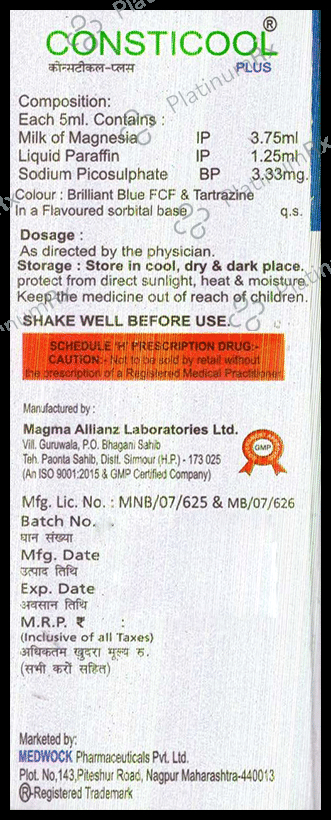 CONSTICOOL®
कोन्सटीकल-प्लस PLUS
Composition:
Each 5ml. Contains :
Milk of Magnesia IP 3.75ml
Liquid Paraffin IP 1.25ml
Sodium Picosulphate BP 3.33mg.
Colour : Brilliant Blue FCF & Tartrazine
In a Flavoured sorbital base q.s.
Dosage :
As directed by the physician.
Storage : Store in cool, dry & dark place.
protect from direct sunlight, heat & moisture
Keep the medicine out of reach of children.
SHAKE WELL BEFORE USE.
SCHEDULE 'H' PRESCRIPTION DRUG:-
CAUTION:- Not to be sold by retail without
the prescription of a Registered Medical Practitioner.
Manufactured by :
Magma Allianz Laboratories Ltd.
Vill. Guruwala, P.O. Bhagani Sahib
Teh. Paonta Sahib, Distt. Sirmour (H.P.) - 173 025
(An ISO 9001:2015 & GMP Certified Company)
GMP
Mfg. Lic. No. : MNB/07/625 & MB/07/626
Batch No. :
घान संख्या
Mfg. Date
उत्पाद तिथि
Exp. Date
अवसान तिथि
M.R.P. ₹ :
(Inclusive of all Taxes)
अधिकतम खुदरा मूल्य रु.
(सभी करों सहित)
Marketed by:
MEDWOCK Pharmaceuticals Pvt. Ltd.
Plot. No,143,Piteshur Road, Nagpur Maharashtra-440013
®-Registered Trademark
PlatinumRx